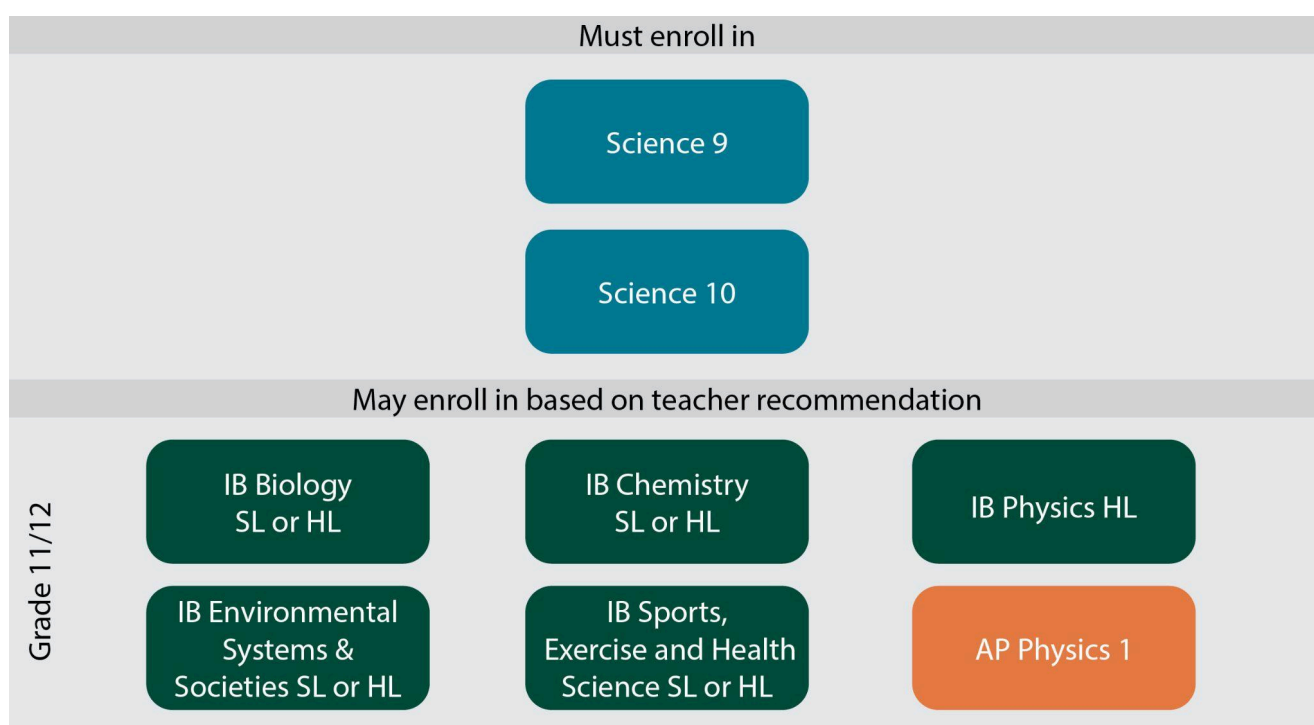 Must enroll in
Science 9
Science 10
May enroll in based on teacher recommendation
Grade 11/12
IB Biology
SL or HL
IB Chemistry
SL or HL
IB Physics HL
IB Environmental
Systems &
Societies SL or HL
IB Sports,
Exercise and Health
Science SL or HL
AP Physics 1